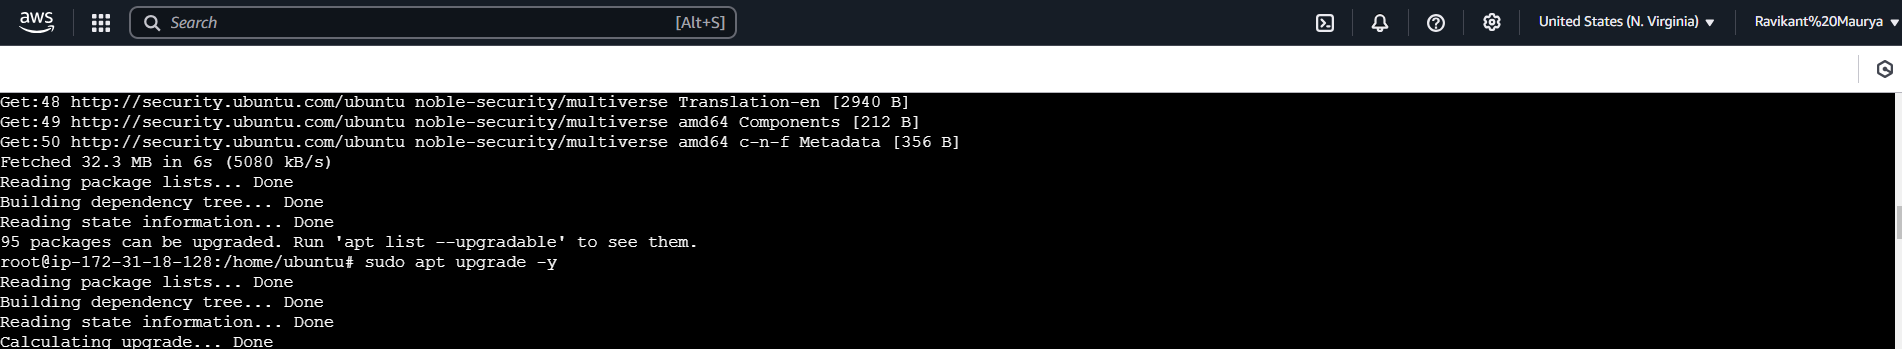 aws
Search [Alt+S]
United States (N. Virginia)
Ravikant%20Maurya
Get:48 http://security.ubuntu.com/ubuntu noble-security/multiverse Translation-en [2940 B]
Get:49 http://security.ubuntu.com/ubuntu noble-security/multiverse amd64 Components [212 B]
Get:50 http://security.ubuntu.com/ubuntu noble-security/multiverse amd64 c-n-f Metadata [356 B]
Fetched 32.3 MB in 6s (5080 kB/s)
Reading package lists... Done
Building dependency tree... Done
Reading state information... Done
95 packages can be upgraded. Run 'apt list --upgradable' to see them.
root@ip-172-31-18-128:/home/ubuntu# sudo apt upgrade -y
Reading package lists... Done
Building dependency tree... Done
Reading state information... Done
Calculating upgrade... Done